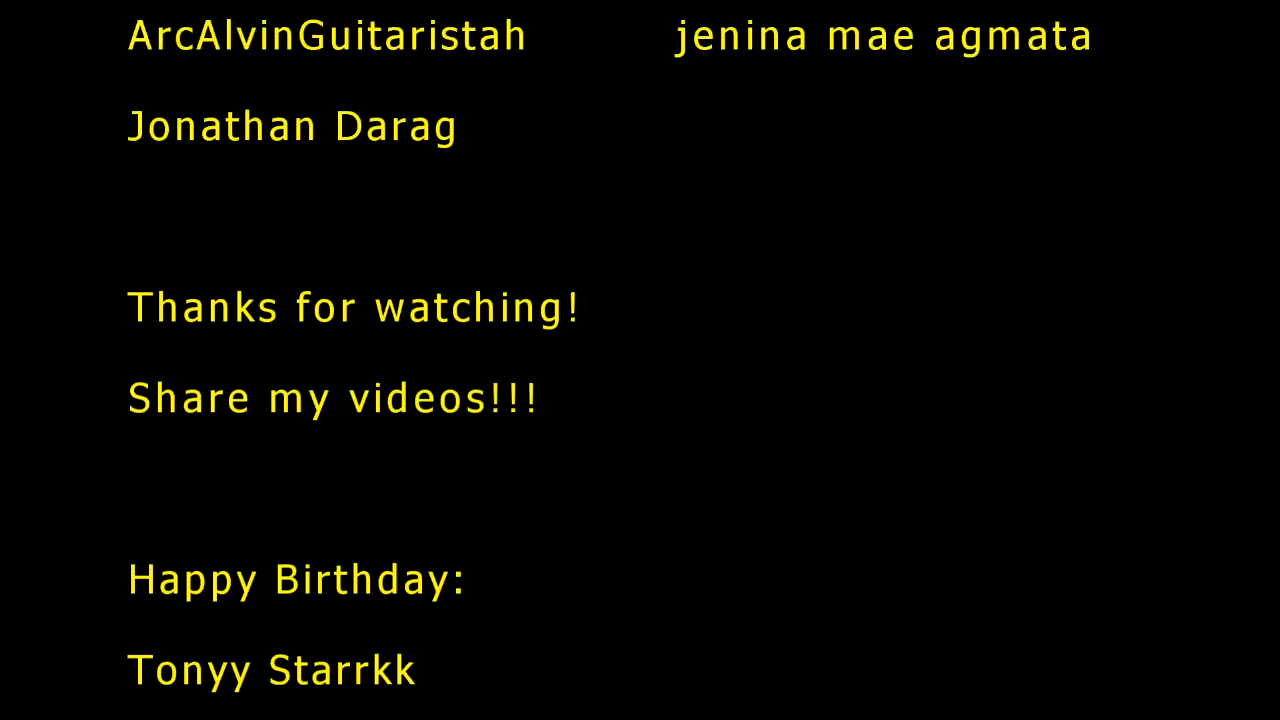 ArcAlvinGuitaristah jenina mae agmata
Jonathan Darag
Thanks for watching!
Share my videos!!!
Happy Birthday:
Tonyy Starrkk